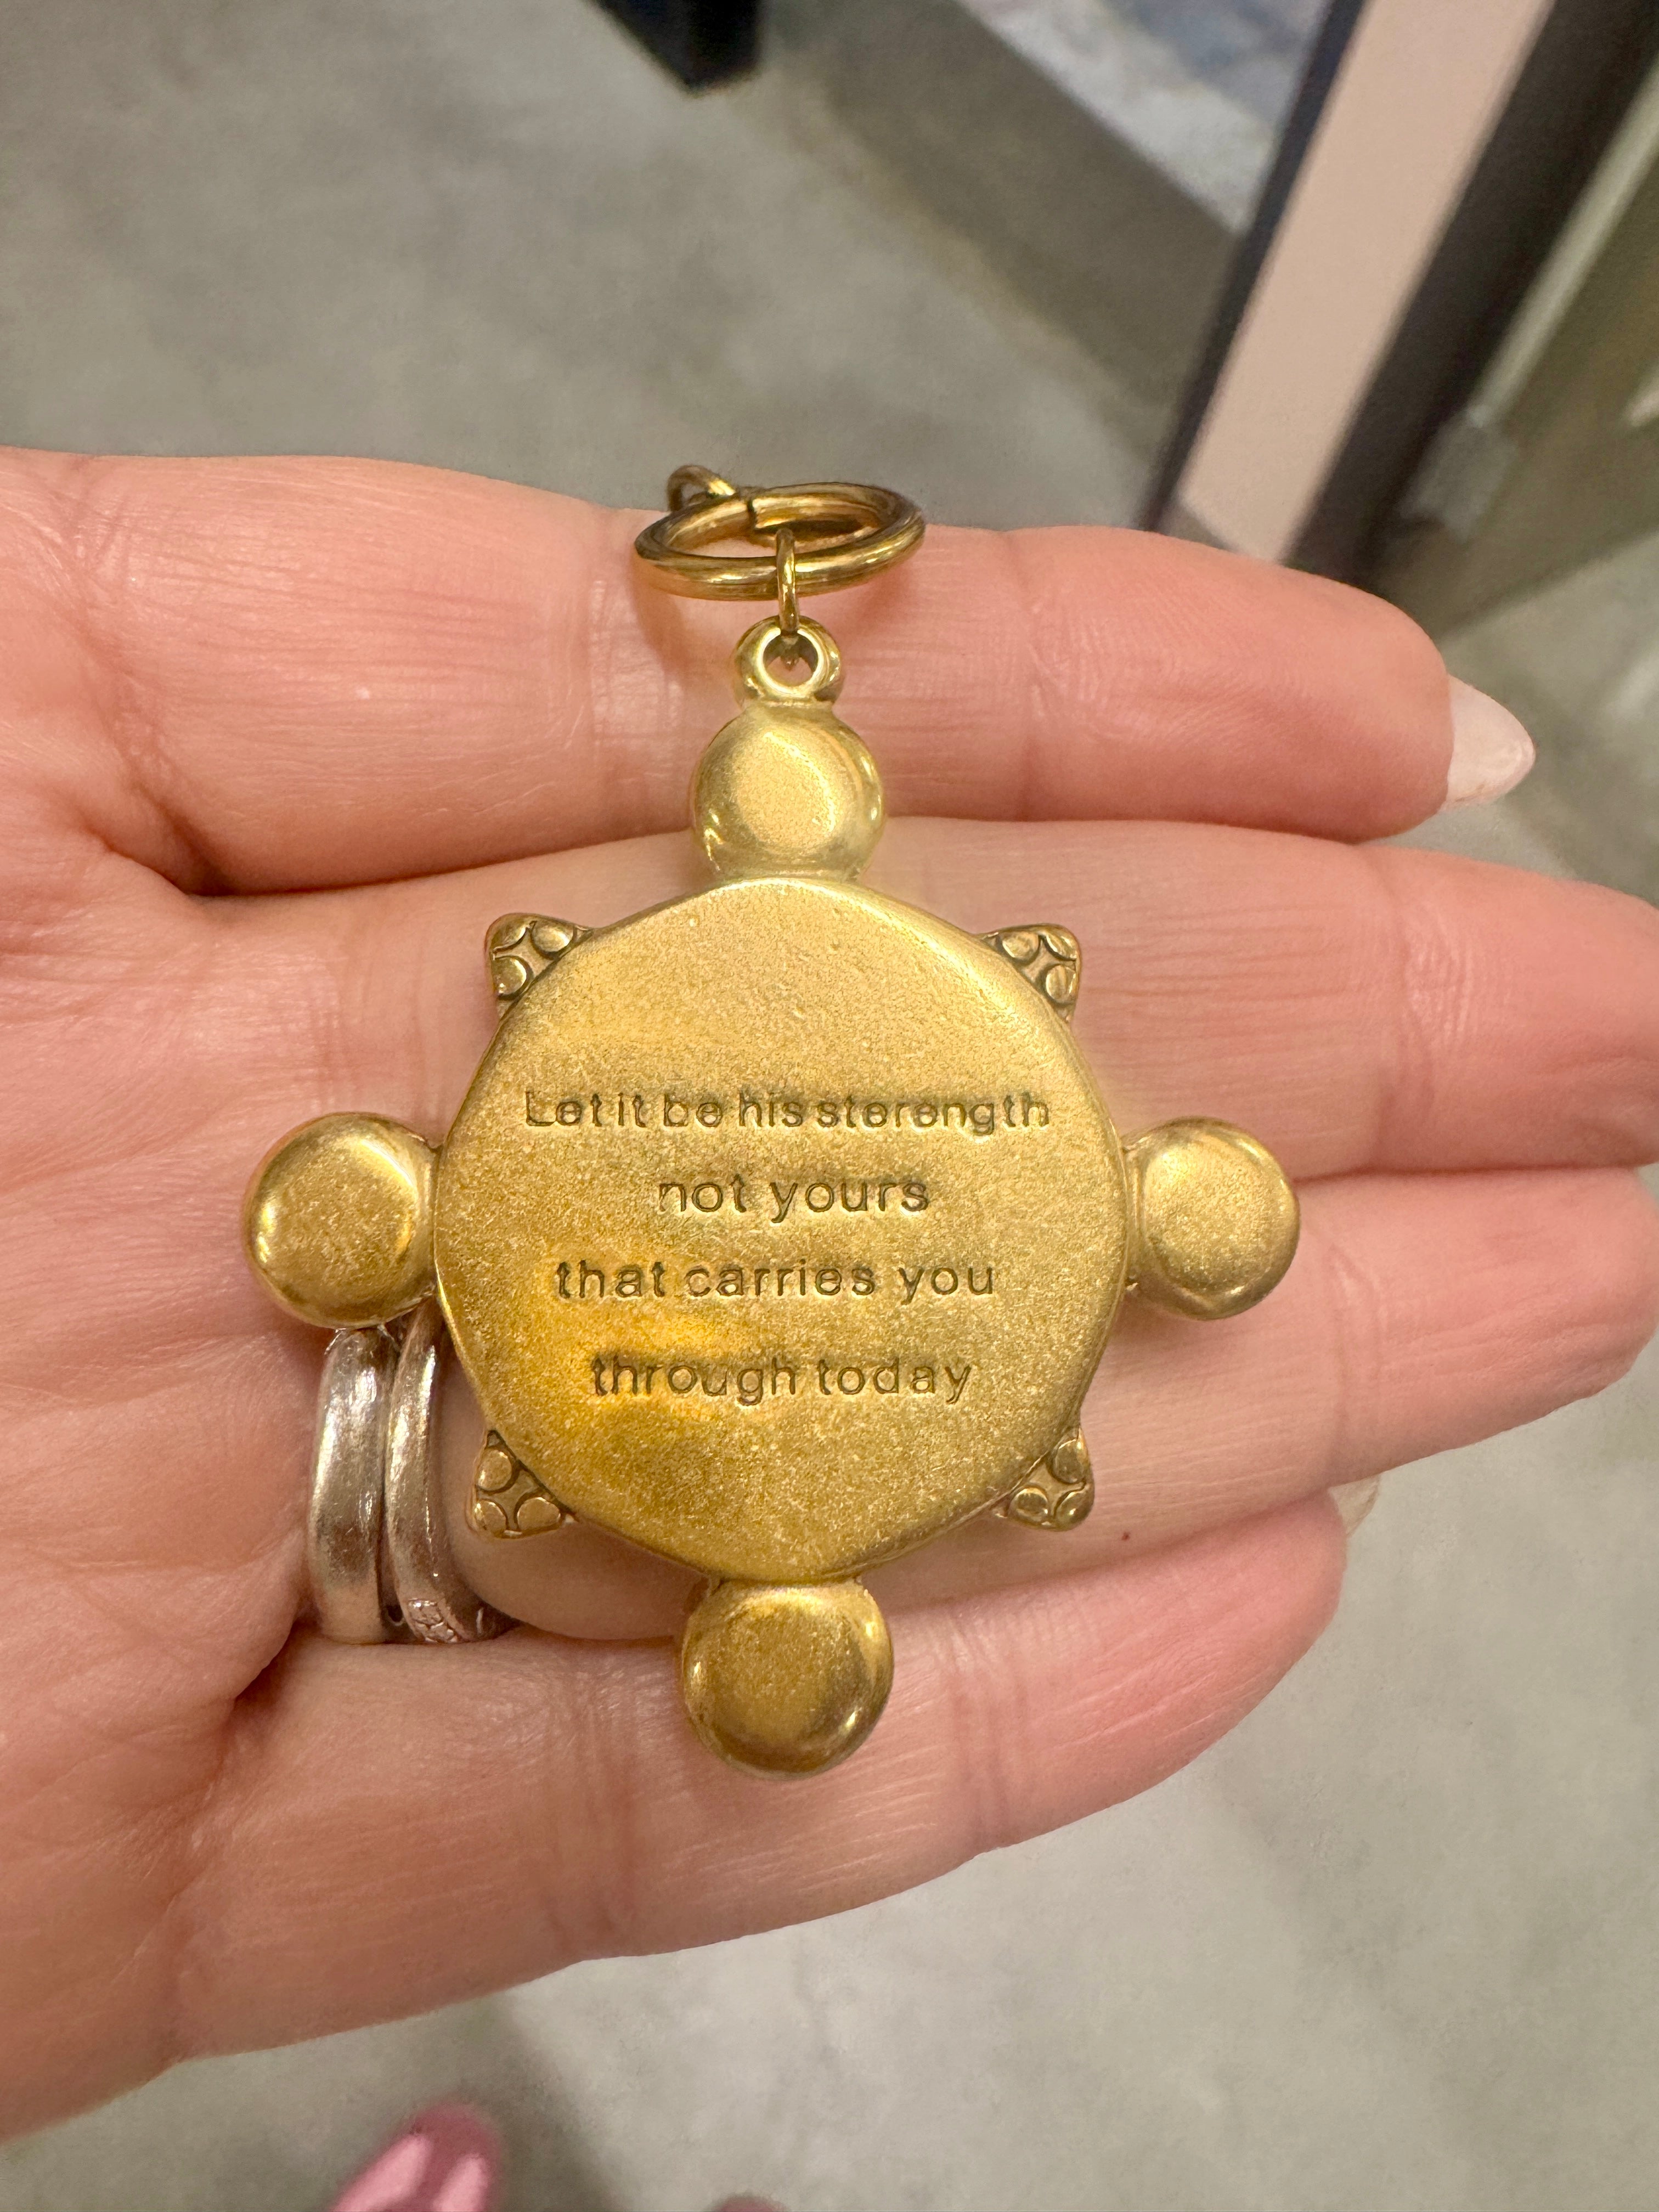 Let it be his sterength
not yours
that carries you
through today